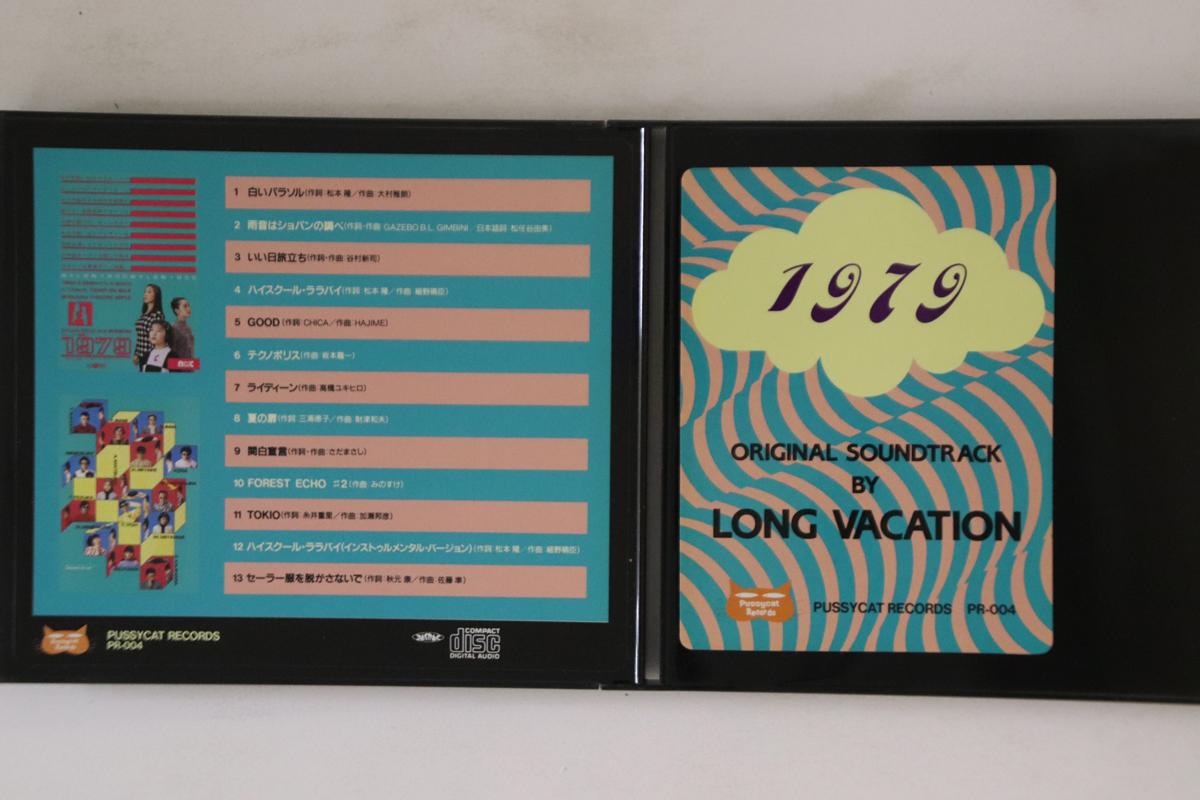 1 白いパラソル(作詞:松本 隆/作曲:大村雅朗)
2 雨音はショパンの調べ(作詞・作曲:GAZEBO B.L. GIMBINI/日本語詞:松任谷由実)
3 いい日旅立ち(作詞・作曲:谷村新司)
4 ハイスクール・ララバイ(作詞:松本 隆/作曲:細野晴臣)
5 GOOD(作詞:CHICA/作曲:HAJIME)
6 テクノポリス(作曲:坂本龍一)
7 ライディーン(作曲:高橋ユキヒロ)
8 夏の扉(作詞:三浦徳子/作曲:財津和夫)
9 関白宣言(作詞・作曲:さだまさし)
10 FOREST ECHO ♯2(作曲:みのすけ)
11 TOKIO(作詞:糸井重里/作曲:加瀬邦彦)
12 ハイスクール・ララバイ(インストゥルメンタル・バージョン)(作詞:松本 隆/作曲:細野晴臣)
13 セーラー服を脱がさないで(作詞:秋元 康/作曲:佐藤 準)
1979
Pussycat
Records
PUSSYCAT RECORDS
PR-004
COMPACT
disc
DIGITAL AUDIO
1979
ORIGINAL SOUNDTRACK
BY
LONG VACATION
Pussycat
Records
PUSSYCAT RECORDS PR-004